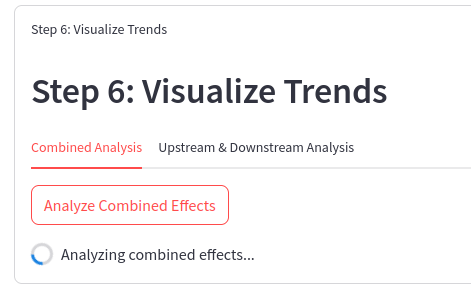 Step 6: Visualize Trends
Step 6: Visualize Trends
Combined Analysis Upstream & Downstream Analysis
Analyze Combined Effects
Analyzing combined effects...